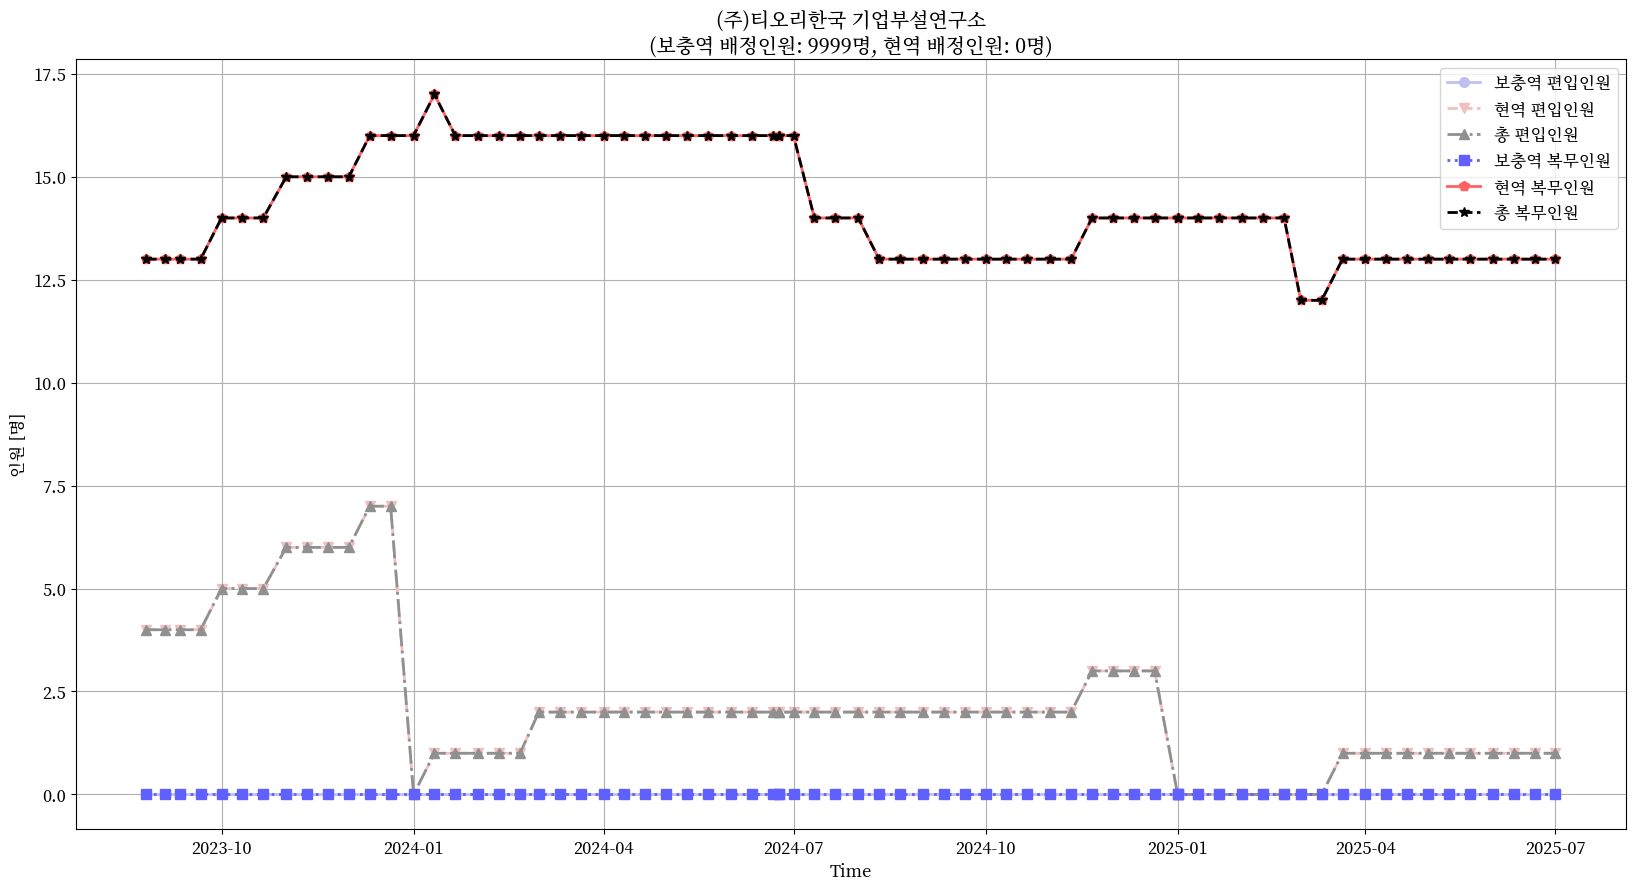 (주)티오리한국 기업부설연구소
(보충역 배정인원: 9999명, 현역 배정인원: 0명)
17.5
15.0
12.5
10.0
7.5
5.0
2.5
0.0
인원 [명]
보충역 편입인원
현역 편입인원
총 편입인원
보충역 복무인원
현역 복무인원
총 복무인원
2023-10
2024-01
2024-04
2024-07
2024-10
2025-01
2025-04
2025-07
Time